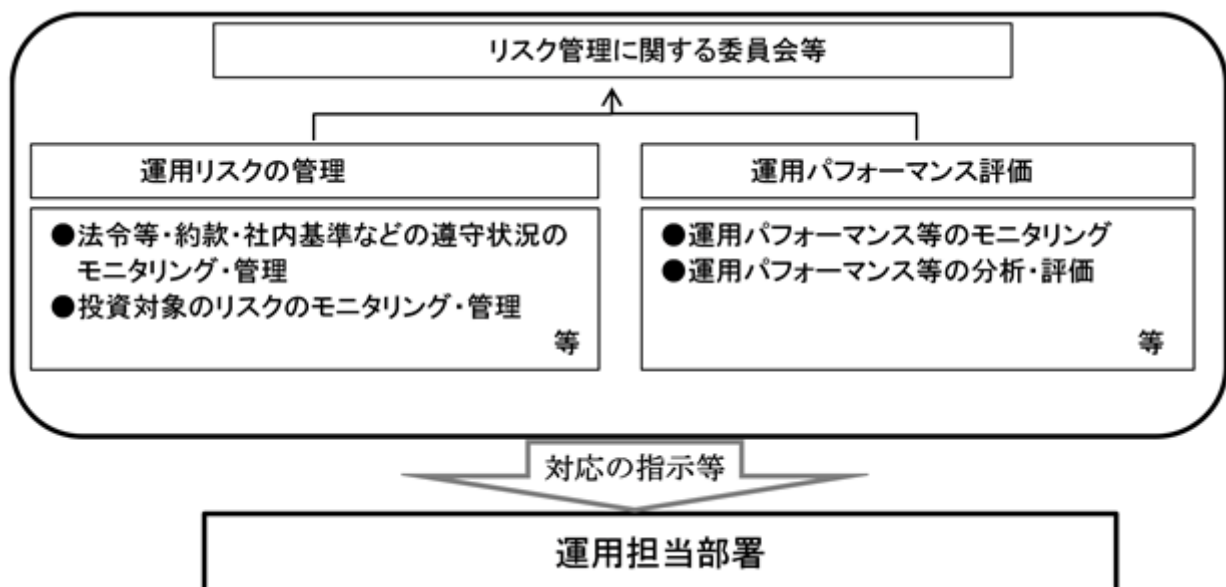 リスク管理に関する委員会等
運用リスクの管理
●法令等・約款・社内基準などの遵守状況の
モニタリング・管理
●投資対象のリスクのモニタリング・管理
等
運用パフォーマンス評価
●運用パフォーマンス等のモニタリング
●運用パフォーマンス等の分析・評価
等
対応の指示等
運用担当部署